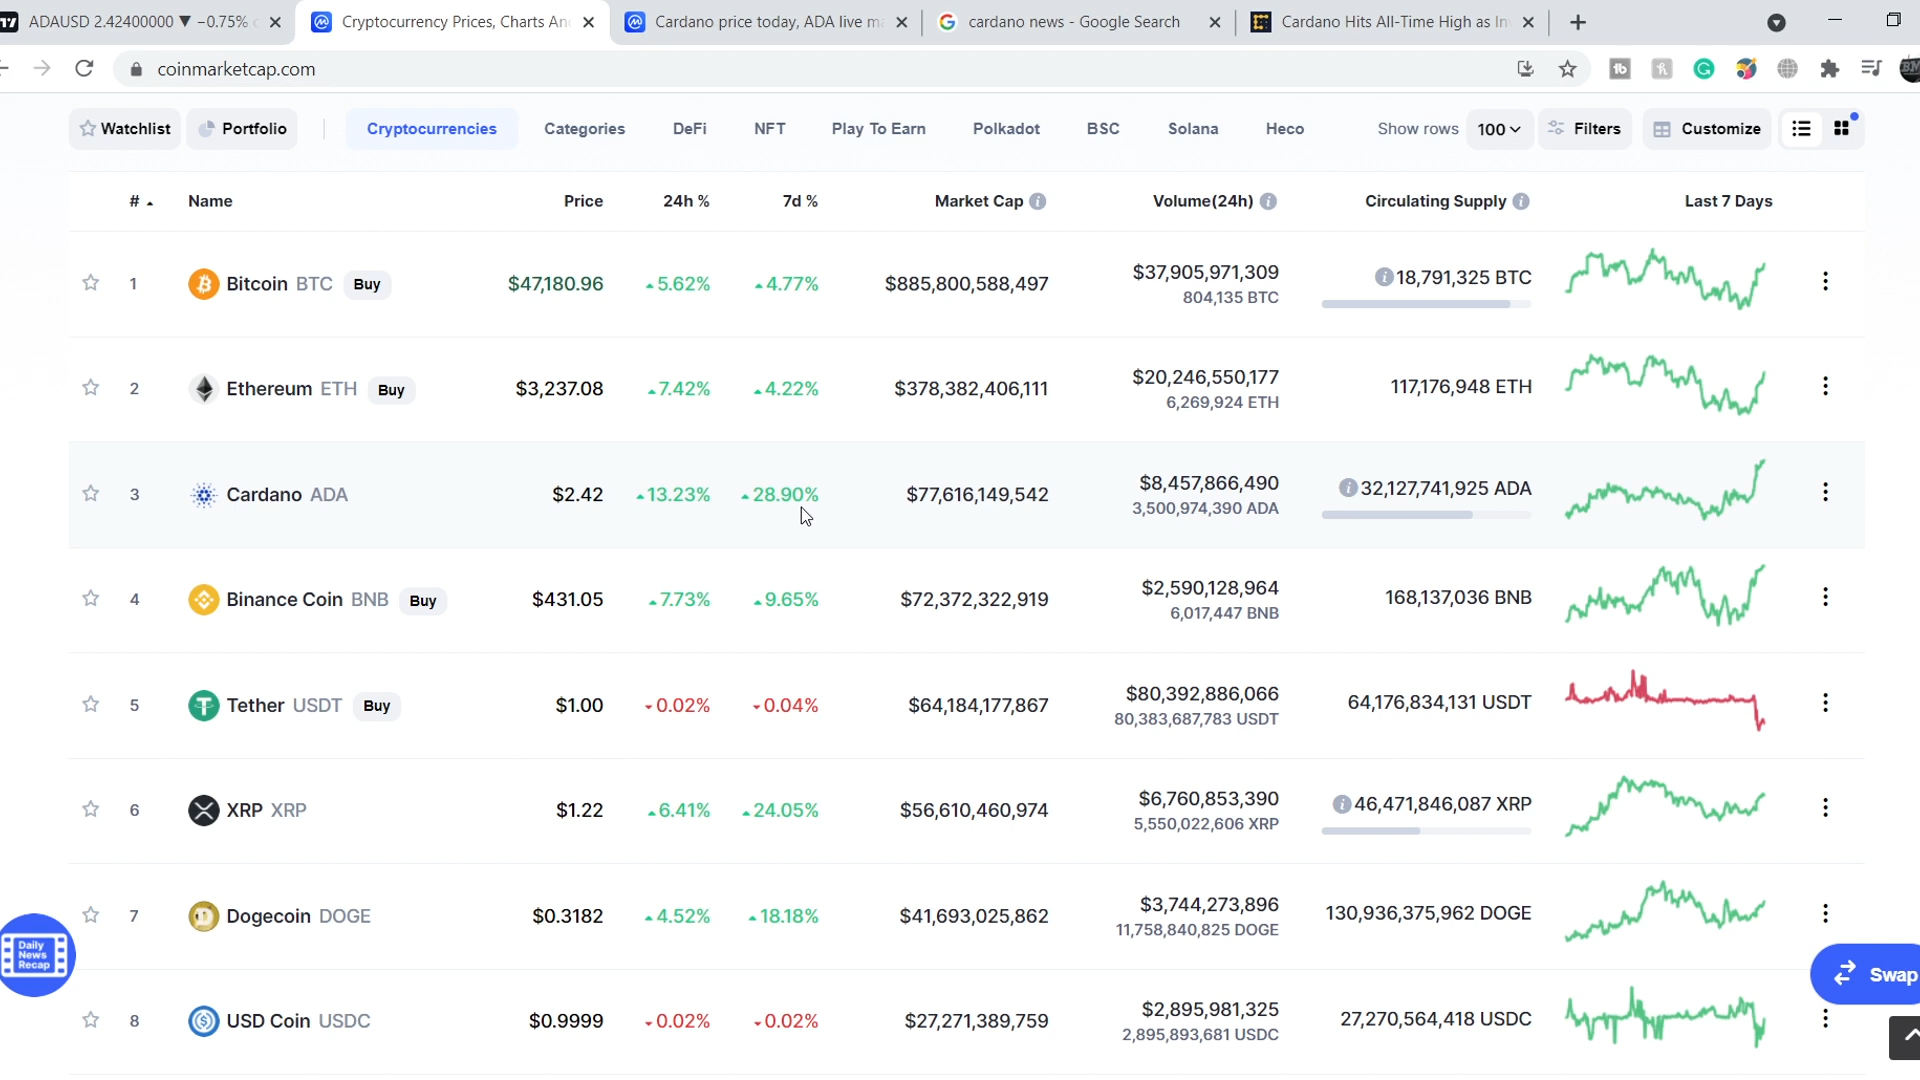 ADAUSD 2.42400000 ▼ −0.75%
Cryptocurrency Prices, Charts An
Cardano price today, ADA live ma
cardano news - Google Search
Cardano Hits All-Time High as In
coinmarketcap.com
Watchlist
Portfolio
Cryptocurrencies
Categories
DeFi
NFT
Play To Earn
Polkadot
BSC
Solana
Heco
Show rows
100
Filters
Customize
# Name Price 24h % 7d % Market Cap Volume(24h) Circulating Supply Last 7 Days
1 Bitcoin BTC Buy $47,180.96 5.62% 4.77% $885,800,588,497 $37,905,971,309 18,791,325 BTC
804,135 BTC
2 Ethereum ETH Buy $3,237.08 7.42% 4.22% $378,382,406,111 $20,246,550,177 117,176,948 ETH
6,269,924 ETH
3 Cardano ADA $2.42 13.23% 28.90% $77,616,149,542 $8,457,866,490 32,127,741,925 ADA
3,500,974,390 ADA
4 Binance Coin BNB Buy $431.05 7.73% 9.65% $72,372,322,919 $2,590,128,964 168,137,036 BNB
6,017,447 BNB
5 Tether USDT Buy $1.00 0.02% 0.04% $64,184,177,867 $80,392,886,066 64,176,834,131 USDT
80,383,687,783 USDT
6 XRP XRP $1.22 6.41% 24.05% $56,610,460,974 $6,760,853,390 46,471,846,087 XRP
5,550,022,606 XRP
7 Dogecoin DOGE $0.3182 4.52% 18.18% $41,693,025,862 $3,744,273,896 130,936,375,962 DOGE
11,758,840,825 DOGE
Daily
News
Recap
Swap
8 USD Coin USDC $0.9999 0.02% 0.02% $27,271,389,759 $2,895,981,325 27,270,564,418 USDC
2,895,893,681 USDC